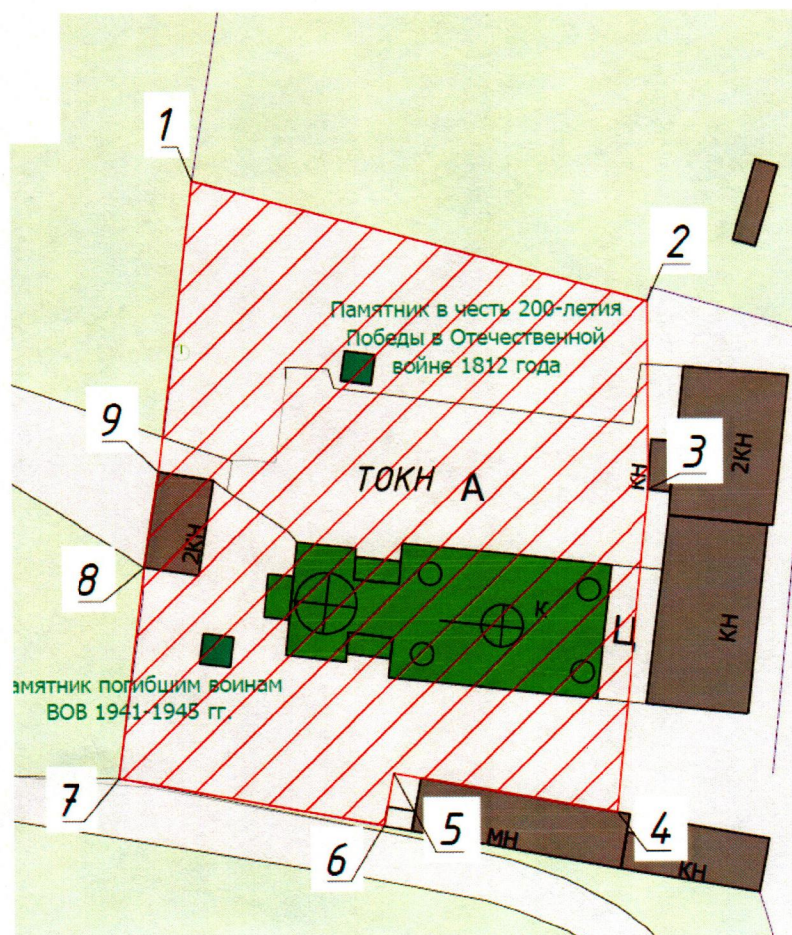 1
2
Памятник в честь 200-летия
Победы в Отечественной
войне 1812 года
9
3
КН
2КН
ТОКН А
2КН
8
К
Ц
КН
амятник погибшим воинам
ВОВ 1941-1945 гг.
7
6
5
4
МН
КН